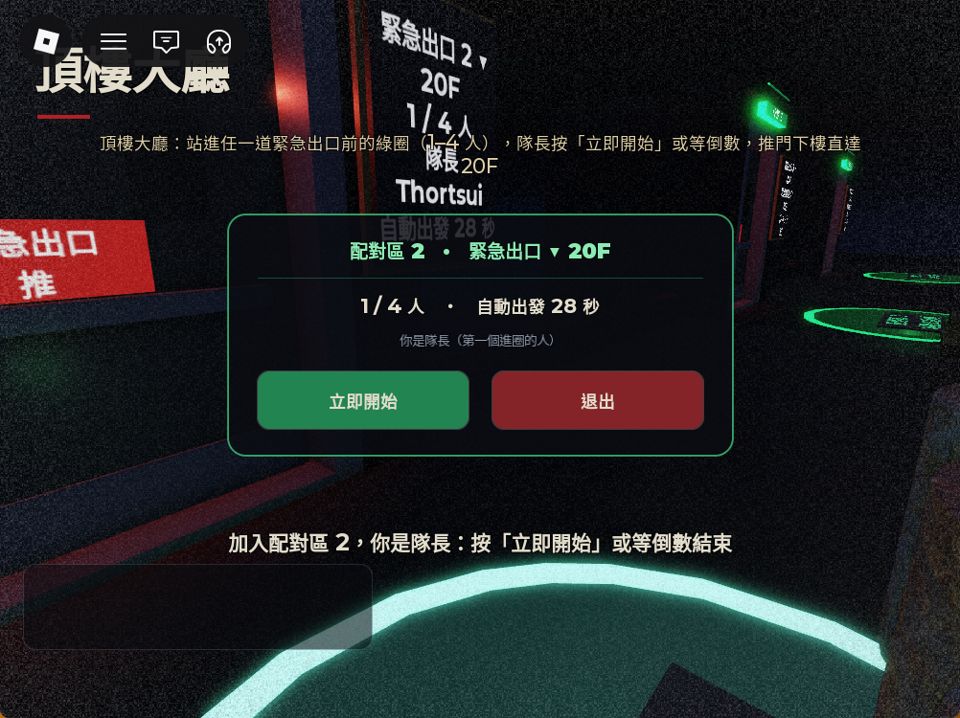 頂樓大廳
頂樓大廳：站進任一道緊急出口前的綠圈（1–4 人），隊長按「立即開始」或等倒數，推門下樓直達
20F
緊急出口 2 ▼
20F
1 / 4 人
隊長
Thortsui
自動出發 28 秒
急出口
推
配對區 2 • 緊急出口 ▼ 20F
1 / 4 人 • 自動出發 28 秒
你是隊長（第一個進圈的人）
立即開始
退出
加入配對區 2，你是隊長：按「立即開始」或等倒數結束